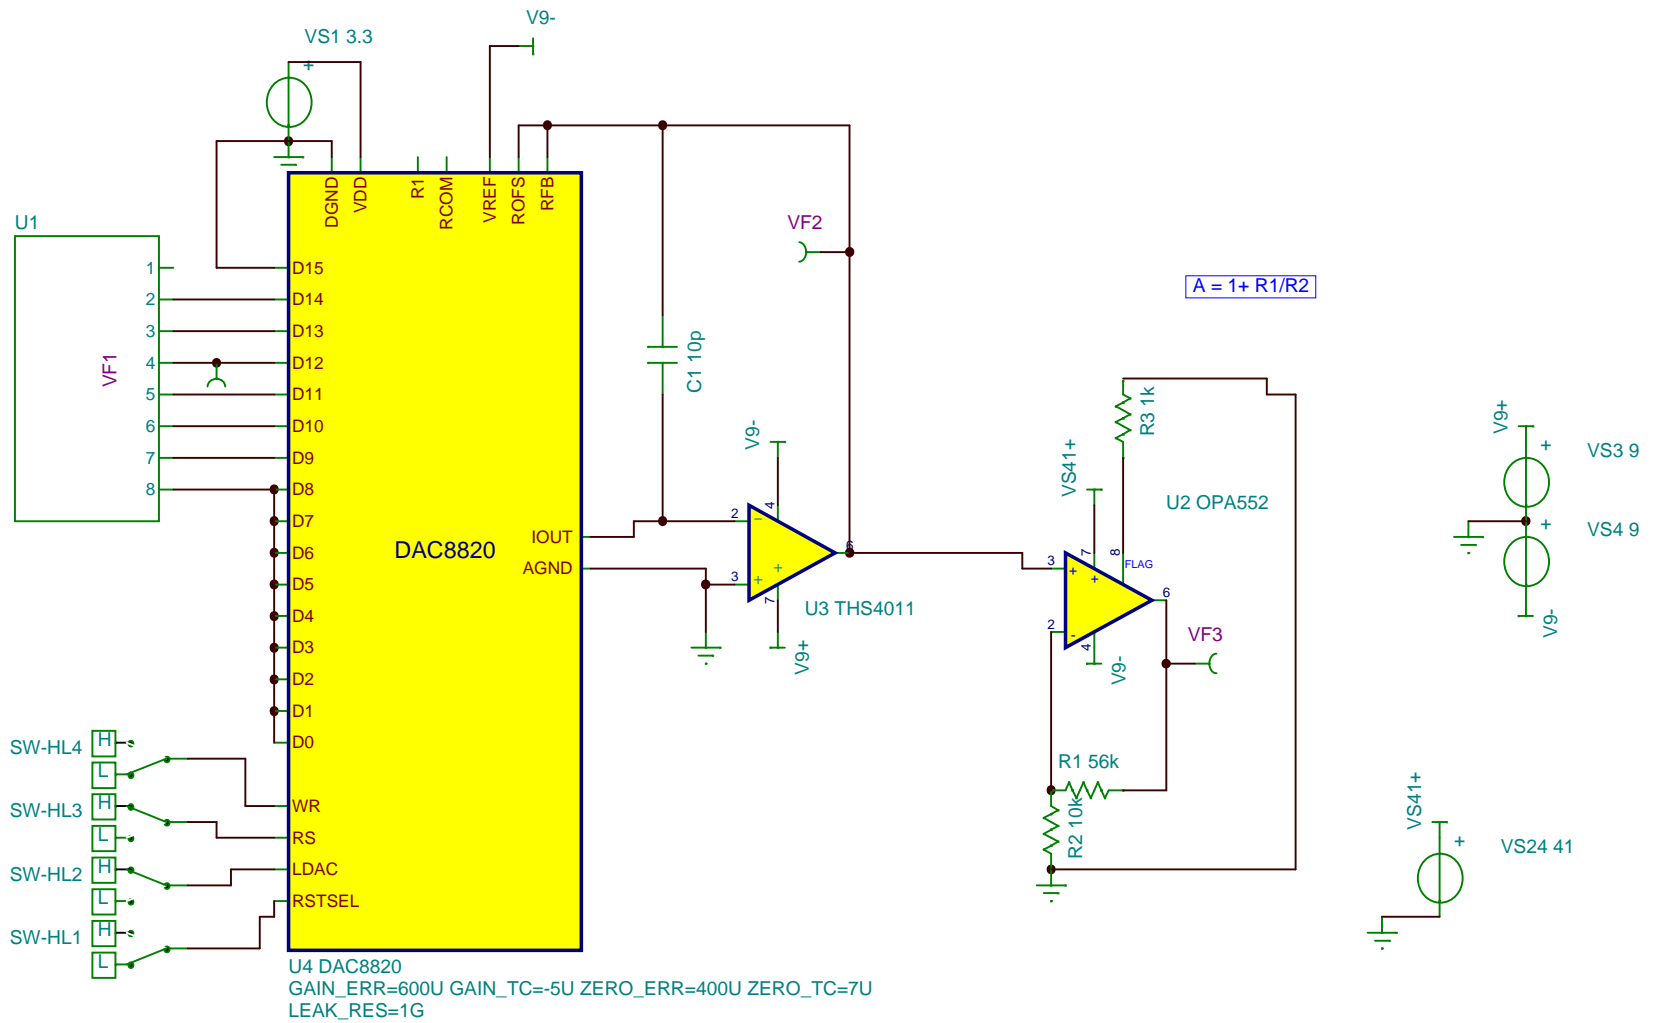 V9-
VS1 3.3
+
DGND
VDD
R1
RCOM
VREF
ROFS
RFB
U1
VF1
1
2
3
4
5
6
7
8
D15
D14
D13
D12
D11
D10
D9
D8
D7
D6
D5
D4
D3
D2
D1
D0
WR
RS
LDAC
RSTSEL
DAC8820
IOUT
AGND
SW-HL4
H
L
SW-HL3
H
L
SW-HL2
H
L
SW-HL1
H
L
U4 DAC8820
GAIN_ERR=600U GAIN_TC=-5U ZERO_ERR=400U ZERO_TC=7U
LEAK_RES=1G
C1 10p
VF2
V9-
4
2
-
3
+
+
7
6
V9+
U3 THS4011
A = 1+ R1/R2
R3 1k
VS41+
U2 OPA552
7
8
FLAG
3
+
+
2
-
4
6
V9-
VF3
R1 56k
R2 10k
V9+
+
VS3 9
+
VS4 9
V9-
VS41+
+
VS24 41